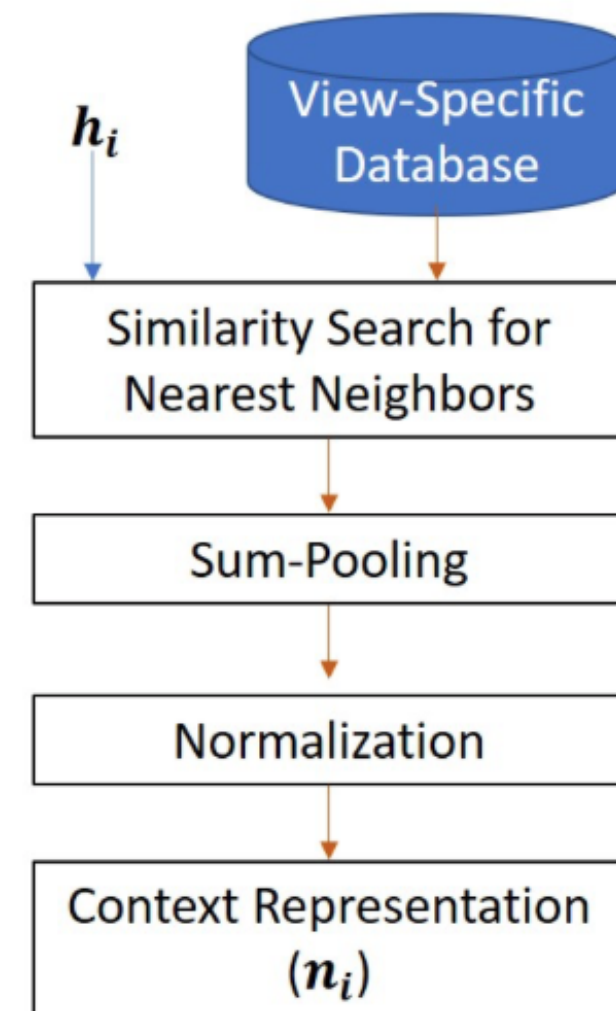 h_i
View-Specific
Database
Similarity Search for
Nearest Neighbors
Sum-Pooling
Normalization
Context Representation
(n_i)